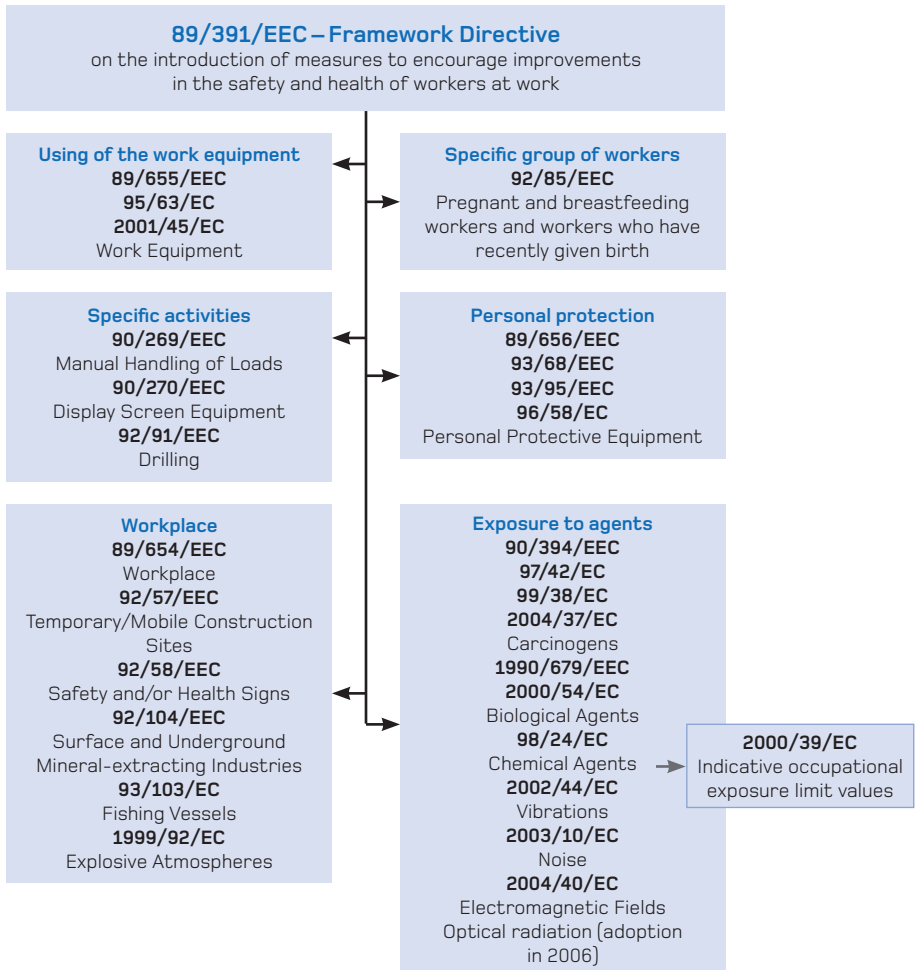 89/391/EEC – Framework Directive
on the introduction of measures to encourage improvements
in the safety and health of workers at work
Using of the work equipment
89/655/EEC
95/63/EC
2001/45/EC
Work Equipment
Specific group of workers
92/85/EEC
Pregnant and breastfeeding
workers and workers who have
recently given birth
Specific activities
90/269/EEC
Manual Handling of Loads
90/270/EEC
Display Screen Equipment
92/91/EEC
Drilling
Personal protection
89/656/EEC
93/68/EEC
93/95/EEC
96/58/EC
Personal Protective Equipment
Workplace
89/654/EEC
Workplace
92/57/EEC
Temporary/Mobile Construction
Sites
92/58/EEC
Safety and/or Health Signs
92/104/EEC
Surface and Underground
Mineral-extracting Industries
93/103/EC
Fishing Vessels
1999/92/EC
Explosive Atmospheres
Exposure to agents
90/394/EEC
97/42/EC
99/38/EC
2004/37/EC
Carcinogens
1990/679/EEC
2000/54/EC
Biological Agents
98/24/EC
Chemical Agents
2002/44/EC
Vibrations
2003/10/EC
Noise
2004/40/EC
Electromagnetic Fields
Optical radiation (adoption
in 2006)
2000/39/EC
Indicative occupational
exposure limit values